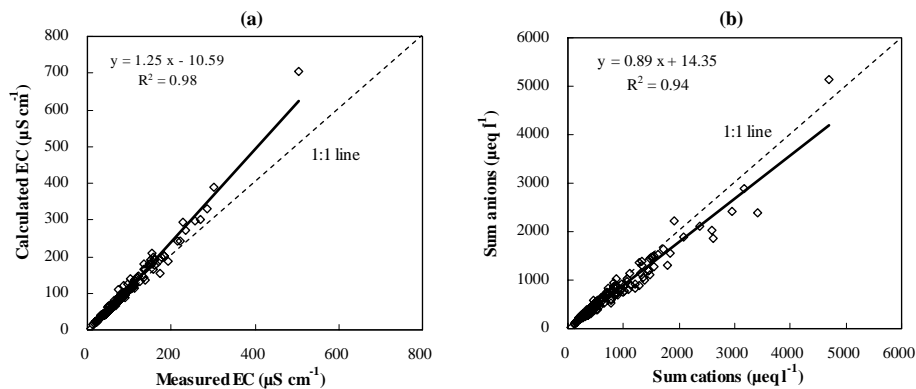 (a)
800
700
600
500
400
300
200
100
0
0 200 400 600 800
Calculated EC (µS cm⁻¹)
Measured EC (µS cm⁻¹)
y = 1.25 x - 10.59
R² = 0.98
1:1 line
(b)
6000
5000
4000
3000
2000
1000
0
0 1000 2000 3000 4000 5000 6000
Sum anions (µeq l⁻¹)
Sum cations (µeq l⁻¹)
y = 0.89 x + 14.35
R² = 0.94
1:1 line